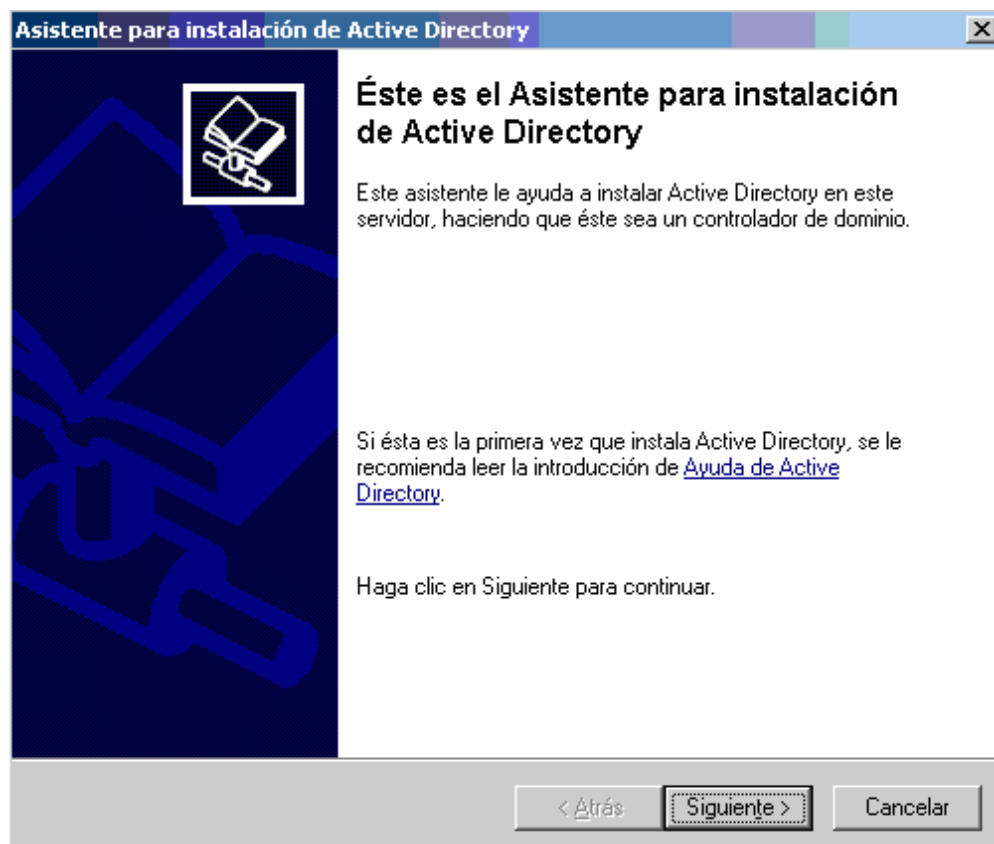 Asistente para instalación de Active Directory
Éste es el Asistente para instalación
de Active Directory
Este asistente le ayuda a instalar Active Directory en este
servidor, haciendo que éste sea un controlador de dominio.
Si ésta es la primera vez que instala Active Directory, se le
recomienda leer la introducción de Ayuda de Active
Directory.
Haga clic en Siguiente para continuar.
< Atrás Siguiente > Cancelar